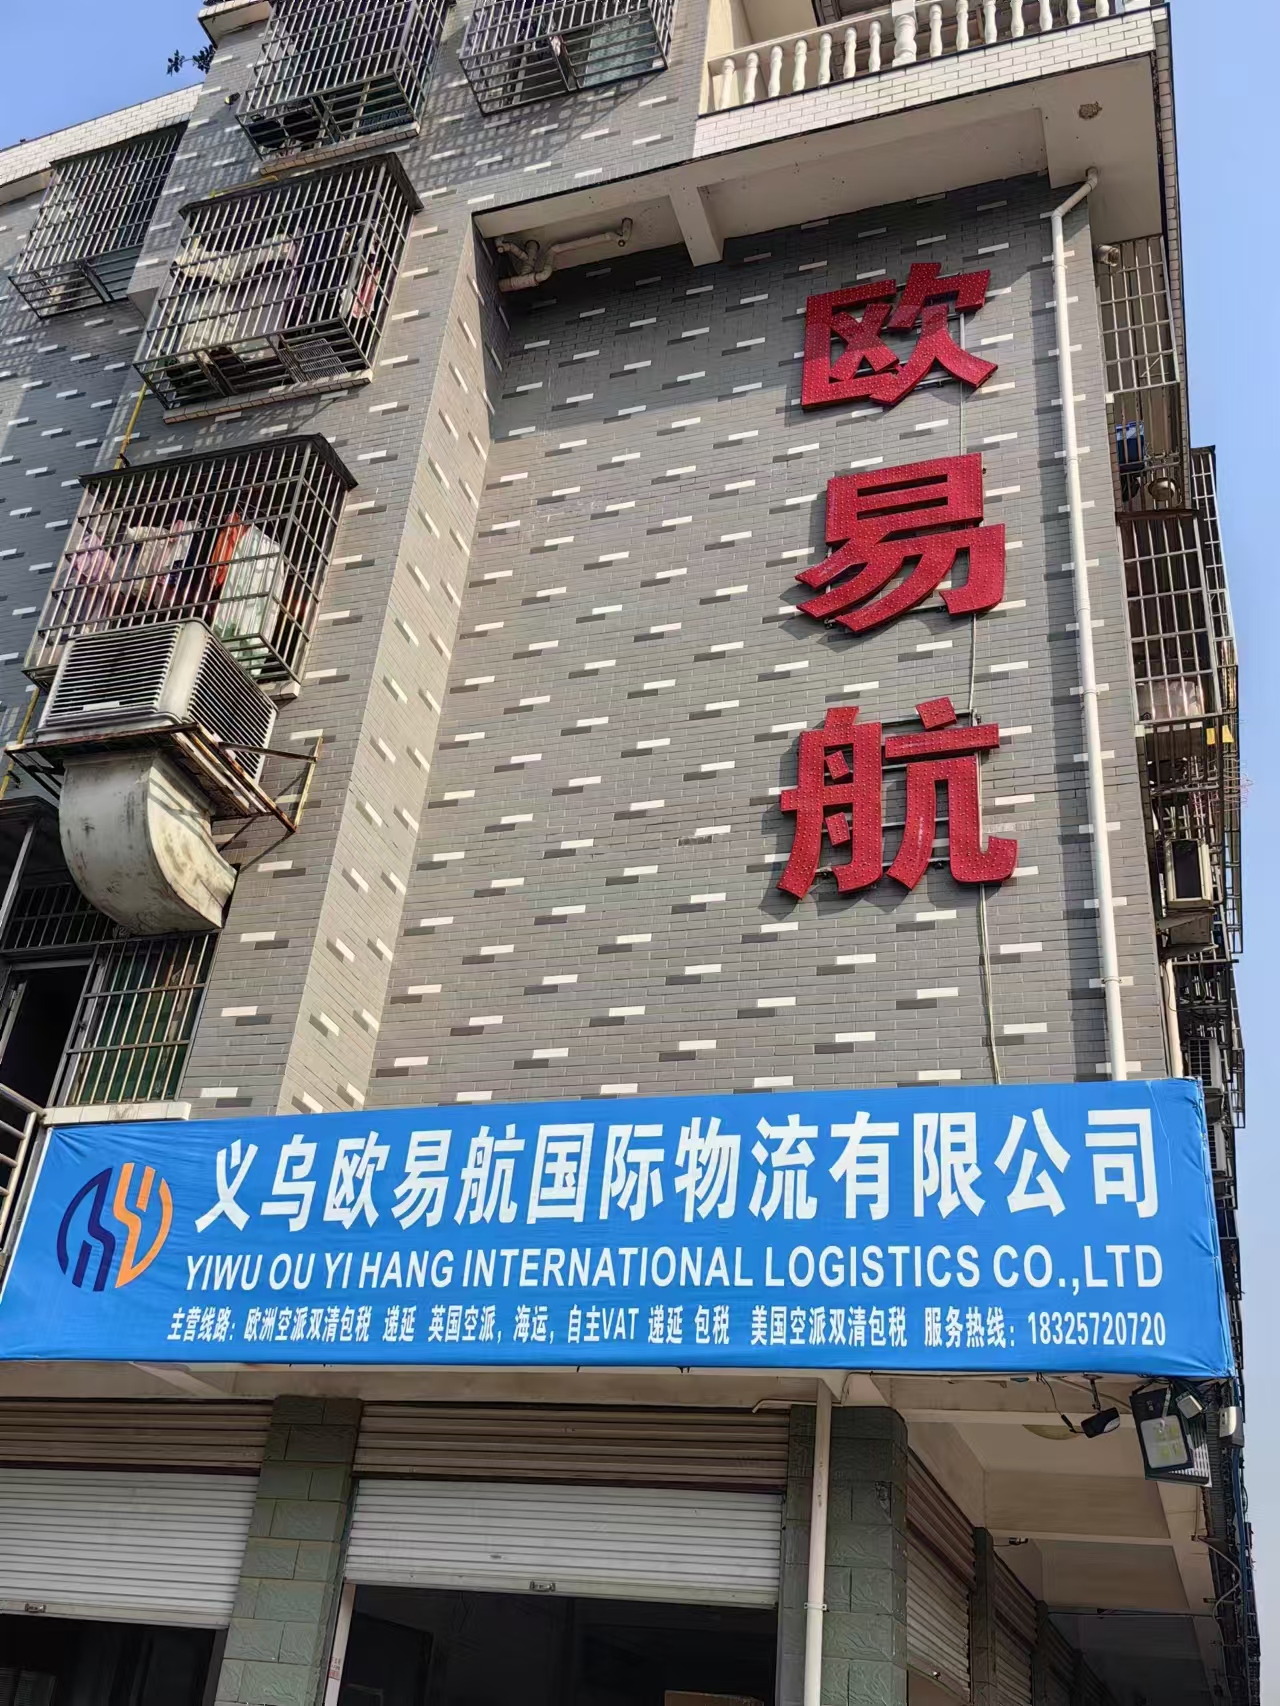 欧易航
义乌欧易航国际物流有限公司
YIWU OU YI HANG INTERNATIONAL LOGISTICS CO.,LTD
主营线路：欧洲空派双清包税 递延 英国空派，海运，自主VAT 递延 包税 美国空派双清包税 服务热线：18325720720